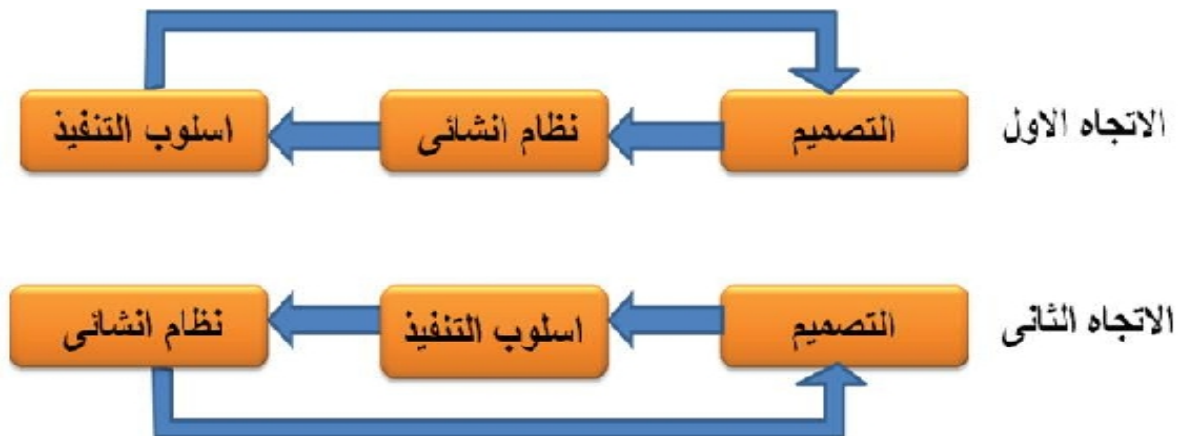 الاتجاه الاول
التصميم
نظام انشائى
اسلوب التنفيذ
الاتجاه الثانى
التصميم
اسلوب التنفيذ
نظام انشائى